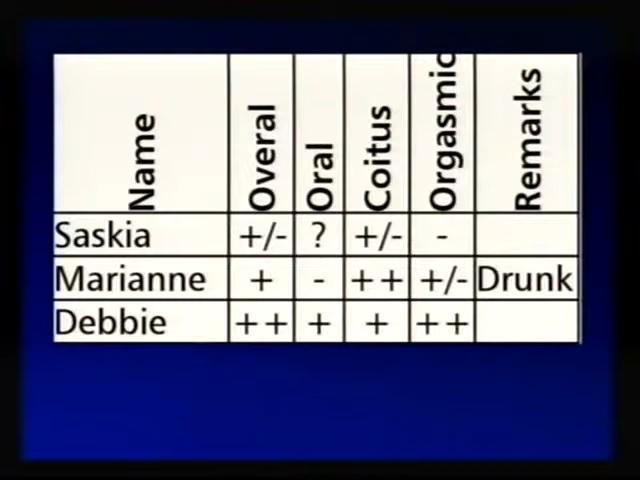 Name Overal Oral Coitus Orgasmic Remarks
Saskia +/- ? +/- -
Marianne + - ++ +/- Drunk
Debbie ++ + + ++